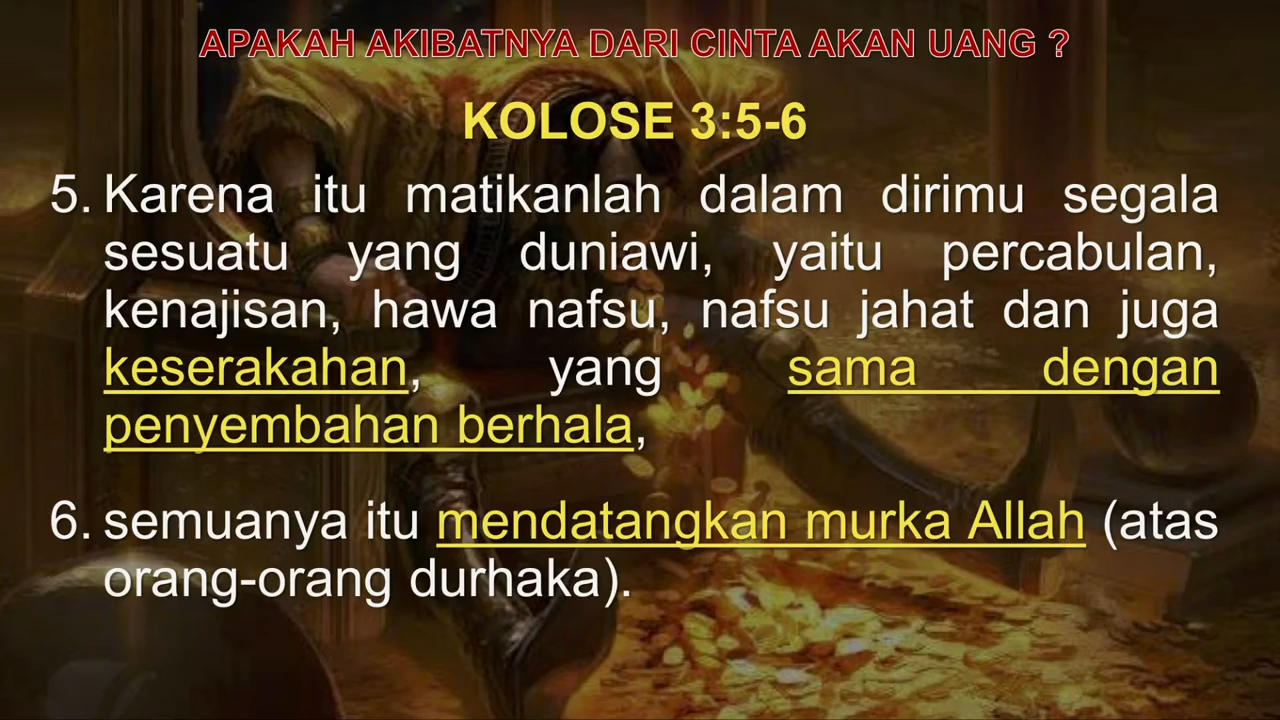 APAKAH AKIBATNYA DARI CINTA AKAN UANG ?
KOLOSE 3:5-6
5. Karena itu matikanlah dalam dirimu segala
sesuatu yang duniawi, yaitu percabulan,
kenajisan, hawa nafsu, nafsu jahat dan juga
keserakahan, yang sama dengan
penyembahan berhala,
6. semuanya itu mendatangkan murka Allah (atas
orang-orang durhaka).